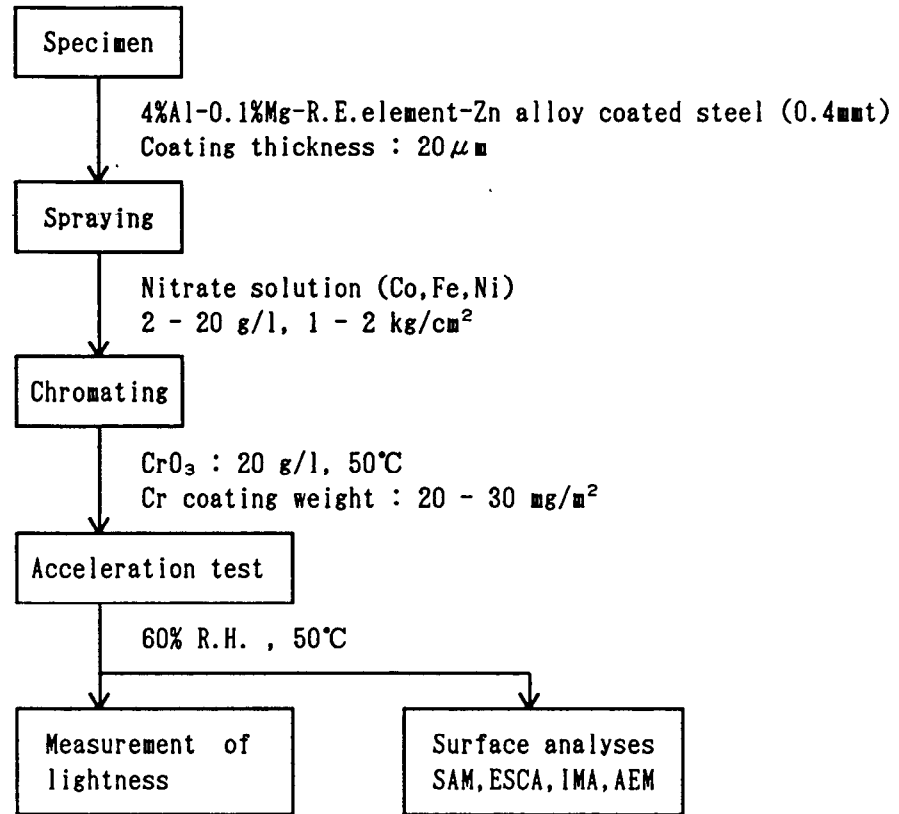 Specimen
4%Al-0.1%Mg-R.E.element-Zn alloy coated steel (0.4mmt)
Coating thickness : 20μm
Spraying
Nitrate solution (Co,Fe,Ni)
2 - 20 g/l, 1 - 2 kg/cm²
Chromating
CrO₃ : 20 g/l, 50℃
Cr coating weight : 20 - 30 mg/m²
Acceleration test
60% R.H. , 50℃
Measurement of
lightness
Surface analyses
SAM,ESCA,IMA,AEM